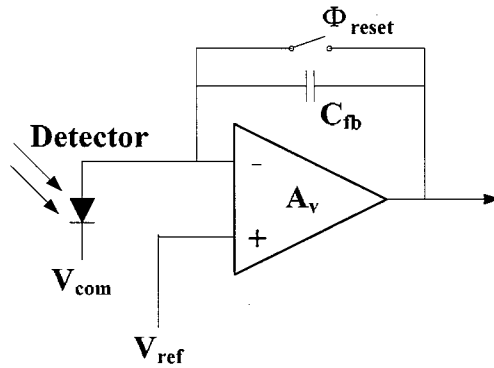 Φreset
Cfb
Detector
-
Av
+
Vcom
Vref